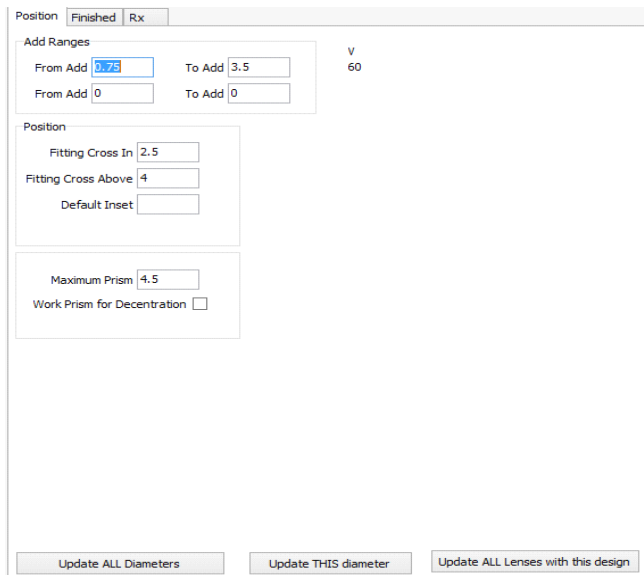 Position Finished Rx
Add Ranges
V
From Add 0.75 To Add 3.5 60
From Add 0 To Add 0
Position
Fitting Cross In 2.5
Fitting Cross Above 4
Default Inset
Maximum Prism 4.5
Work Prism for Decentration
Update ALL Diameters Update THIS diameter Update ALL Lenses with this design